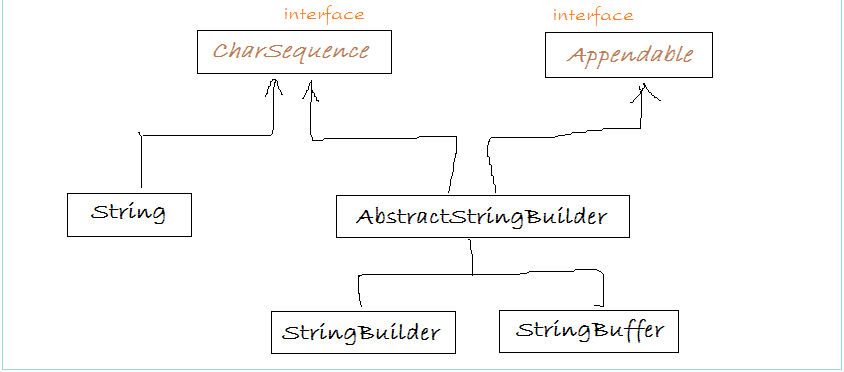 interface
interface
CharSequence
Appendable
String
AbstractStringBuilder
StringBuilder
StringBuffer